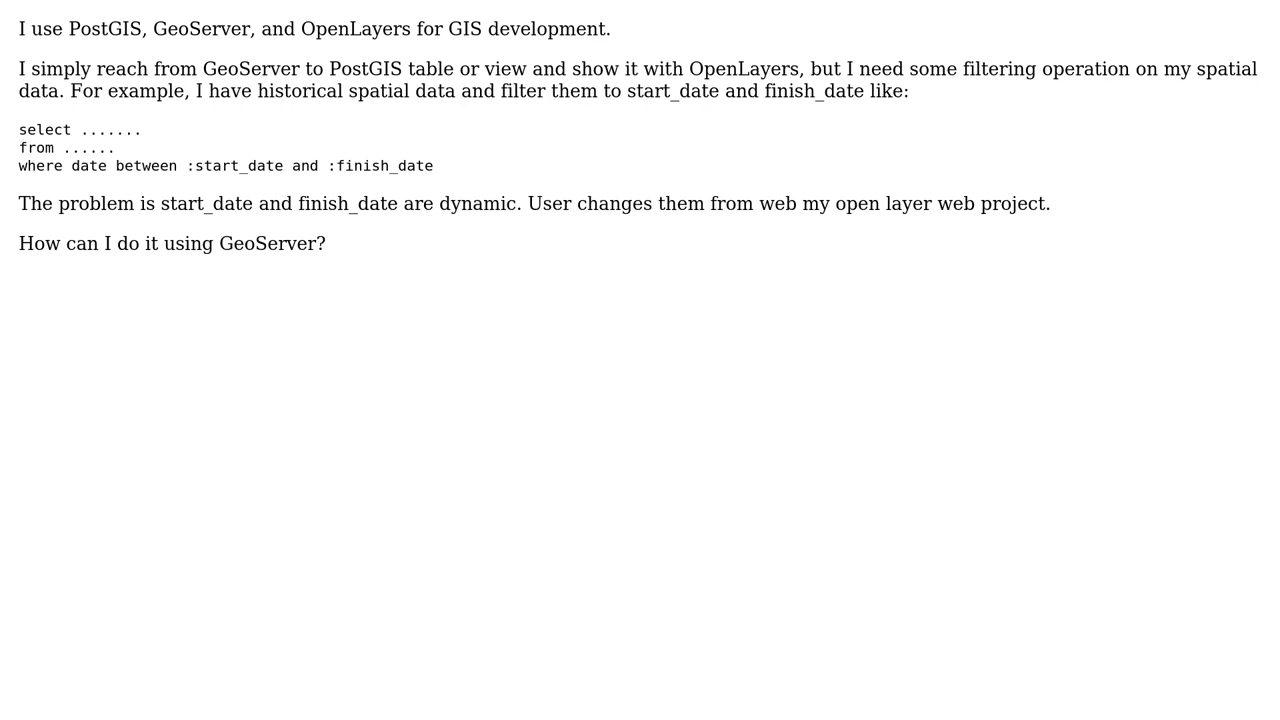 I use PostGIS, GeoServer, and OpenLayers for GIS development.
I simply reach from GeoServer to PostGIS table or view and show it with OpenLayers, but I need some filtering operation on my spatial
data. For example, I have historical spatial data and filter them to start_date and finish_date like:
select .......
from ......
where date between :start_date and :finish_date
The problem is start_date and finish_date are dynamic. User changes them from web my open layer web project.
How can I do it using GeoServer?